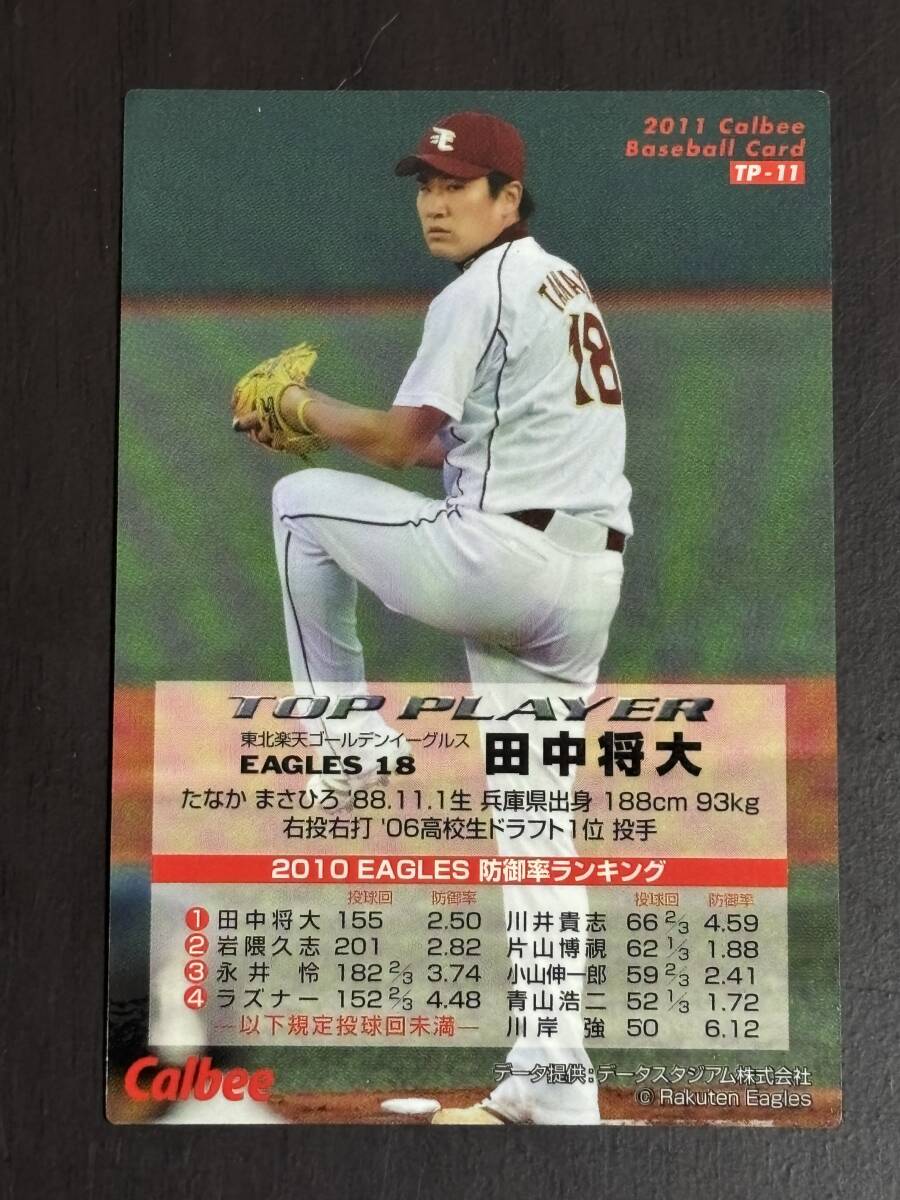 2011 Calbee
Baseball Card
TP-11
18
TOP PLAYER
東北楽天ゴールデンイーグルス 田中将大
EAGLES 18
たなか まさひろ '88.11.1生 兵庫県出身 188cm 93kg
右投右打 '06高校生ドラフト1位 投手
2010 EAGLES 防御率ランキング
投球回 防御率 投球回 防御率
1 田中将大 155 2.50 川井貴志 66 2/3 4.59
2 岩隈久志 201 2.82 片山博視 62 1/3 1.88
3 永井 怜 182 2/3 3.74 小山伸一郎 59 2/3 2.41
4 ラズナー 152 2/3 4.48 青山浩二 52 1/3 1.72
―以下規定投球回未満― 川岸 強 50 6.12
Calbee
データ提供：データスタジアム株式会社
© Rakuten Eagles